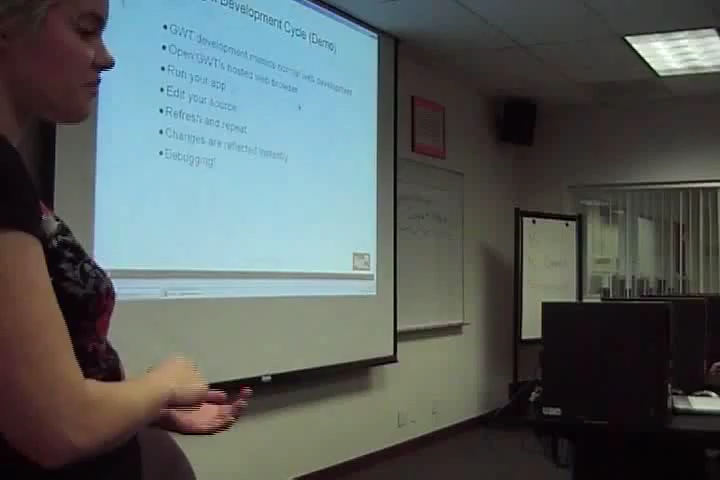 Development Cycle (Demo)
• GWT development mimics normal web development
• Open GWT's hosted web browser
• Run your app
• Edit your source
• Refresh and repeat
• Changes are reflected instantly
• Debugging!